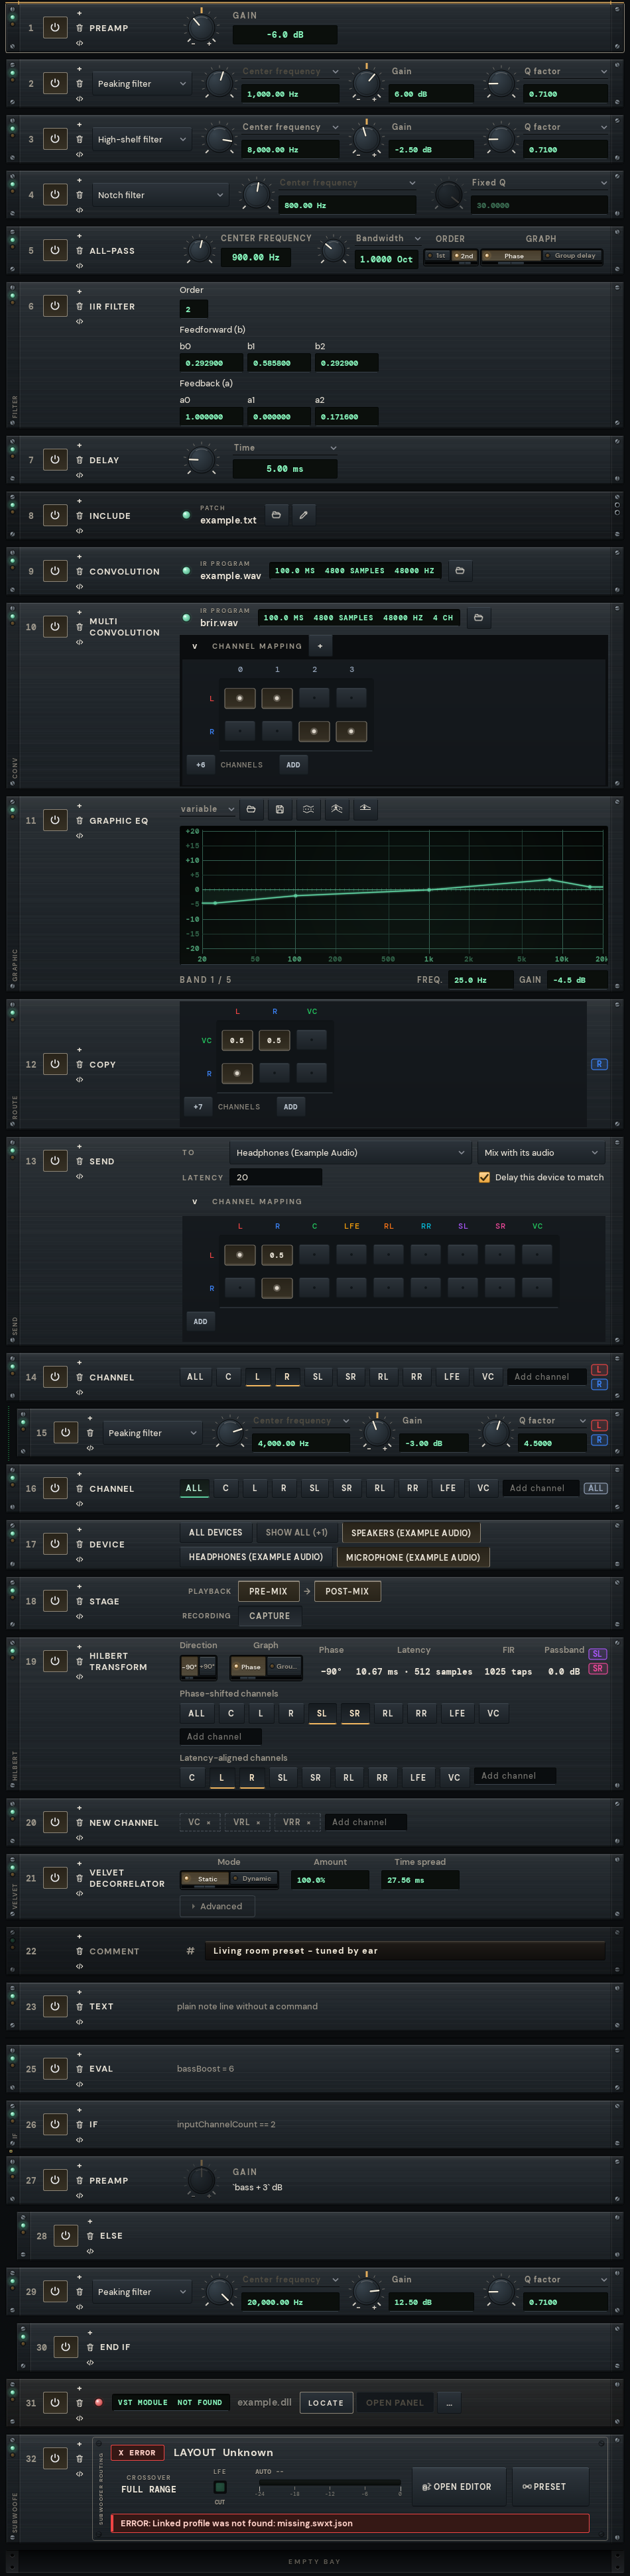 1 PREAMP GAIN
-6.0 dB
2 Peaking filter Center frequency Gain Q factor
1,000.00 Hz 6.00 dB 0.7100
3 High-shelf filter Center frequency Gain Q factor
8,000.00 Hz -2.50 dB 0.7100
4 Notch filter Center frequency Fixed Q
800.00 Hz 30.0000
5 ALL-PASS CENTER FREQUENCY Bandwidth ORDER GRAPH
900.00 Hz 1.0000 Oct 1st 2nd Phase Group delay
6 IIR FILTER Order
2
Feedforward (b)
b0 b1 b2
0.292900 0.585800 0.292900
Feedback (a)
a0 a1 a2
1.000000 0.000000 0.171600
FILTER
7 DELAY Time
5.00 ms
8 INCLUDE PATCH
example.txt
9 CONVOLUTION IR PROGRAM
example.wav 100.0 MS 4800 SAMPLES 48000 HZ
10 MULTI CONVOLUTION IR PROGRAM
brir.wav 100.0 MS 4800 SAMPLES 48000 HZ 4 CH
v CHANNEL MAPPING +
0 1 2 3
L
R
+6 CHANNELS ADD
CONV
11 GRAPHIC EQ variable
+20
+15
+10
+5
0
-5
-10
-15
-20
20 50 100 200 500 1k 2k 5k 10k 20k
BAND 1 / 5 FREQ. 25.0 Hz GAIN -4.5 dB
GRAPHIC
12 COPY L R VC
VC 0.5 0.5
R
R
+7 CHANNELS ADD
ROUTE
13 SEND TO Headphones (Example Audio) Mix with its audio
LATENCY 20 Delay this device to match
v CHANNEL MAPPING
L R C LFE RL RR SL SR VC
L 0.5
R
ADD
SEND
14 CHANNEL ALL C L R SL SR RL RR LFE VC Add channel L R
15 Peaking filter Center frequency Gain Q factor L R
4,000.00 Hz -3.00 dB 4.5000
16 CHANNEL ALL C L R SL SR RL RR LFE VC Add channel ALL
17 DEVICE ALL DEVICES SHOW ALL (+1) SPEAKERS (EXAMPLE AUDIO)
HEADPHONES (EXAMPLE AUDIO) MICROPHONE (EXAMPLE AUDIO)
18 STAGE PLAYBACK PRE-MIX → POST-MIX
RECORDING CAPTURE
19 HILBERT TRANSFORM Direction Graph Phase Latency FIR Passband SL SR
-90° +90° Phase Grou... -90° 10.67 ms · 512 samples 1025 taps 0.0 dB
Phase-shifted channels
ALL C L R SL SR RL RR LFE VC
Add channel
Latency-aligned channels
C L R SL SR RL RR LFE VC Add channel
HILBERT
20 NEW CHANNEL VC × VRL × VRR × Add channel
21 VELVET DECORRELATOR Mode Amount Time spread
Static Dynamic 100.0% 27.56 ms
Advanced
VELVET
22 COMMENT # Living room preset - tuned by ear
23 TEXT plain note line without a command
25 EVAL bassBoost = 6
26 IF inputChannelCount == 2
IF
27 PREAMP GAIN
`bass + 3` dB
28 ELSE
29 Peaking filter Center frequency Gain Q factor
20,000.00 Hz 12.50 dB 0.7100
30 END IF
31 VST MODULE NOT FOUND example.dll LOCATE OPEN PANEL ...
32 X ERROR LAYOUT Unknown
CROSSOVER LFE AUTO --
FULL RANGE -24 -18 -12 -6 0 OPEN EDITOR PRESET
CUT
ERROR: Linked profile was not found: missing.swxt.json
SUBWOOFER ROUTING
SUBWOOFE
EMPTY BAY